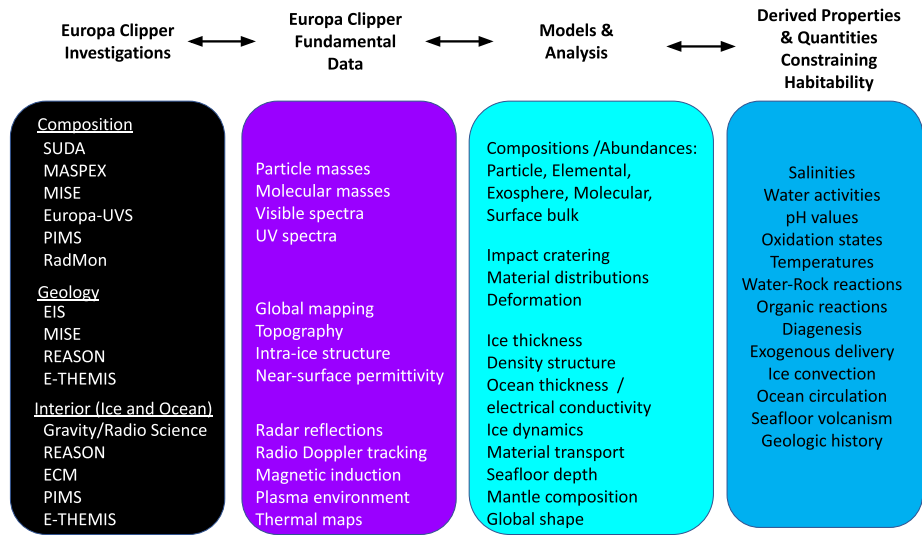 Europa Clipper
Investigations
Europa Clipper
Fundamental
Data
Models &
Analysis
Derived Properties
& Quantities
Constraining
Habitability
Composition
SUDA
MASPEX
MISE
Europa-UVS
PIMS
RadMon
Geology
EIS
MISE
REASON
E-THEMIS
Interior (Ice and Ocean)
Gravity/Radio Science
REASON
ECM
PIMS
E-THEMIS
Particle masses
Molecular masses
Visible spectra
UV spectra
Global mapping
Topography
Intra-ice structure
Near-surface permittivity
Radar reflections
Radio Doppler tracking
Magnetic induction
Plasma environment
Thermal maps
Compositions /Abundances:
Particle, Elemental,
Exosphere, Molecular,
Surface bulk
Impact cratering
Material distributions
Deformation
Ice thickness
Density structure
Ocean thickness /
electrical conductivity
Ice dynamics
Material transport
Seafloor depth
Mantle composition
Global shape
Salinities
Water activities
pH values
Oxidation states
Temperatures
Water-Rock reactions
Organic reactions
Diagenesis
Exogenous delivery
Ice convection
Ocean circulation
Seafloor volcanism
Geologic history